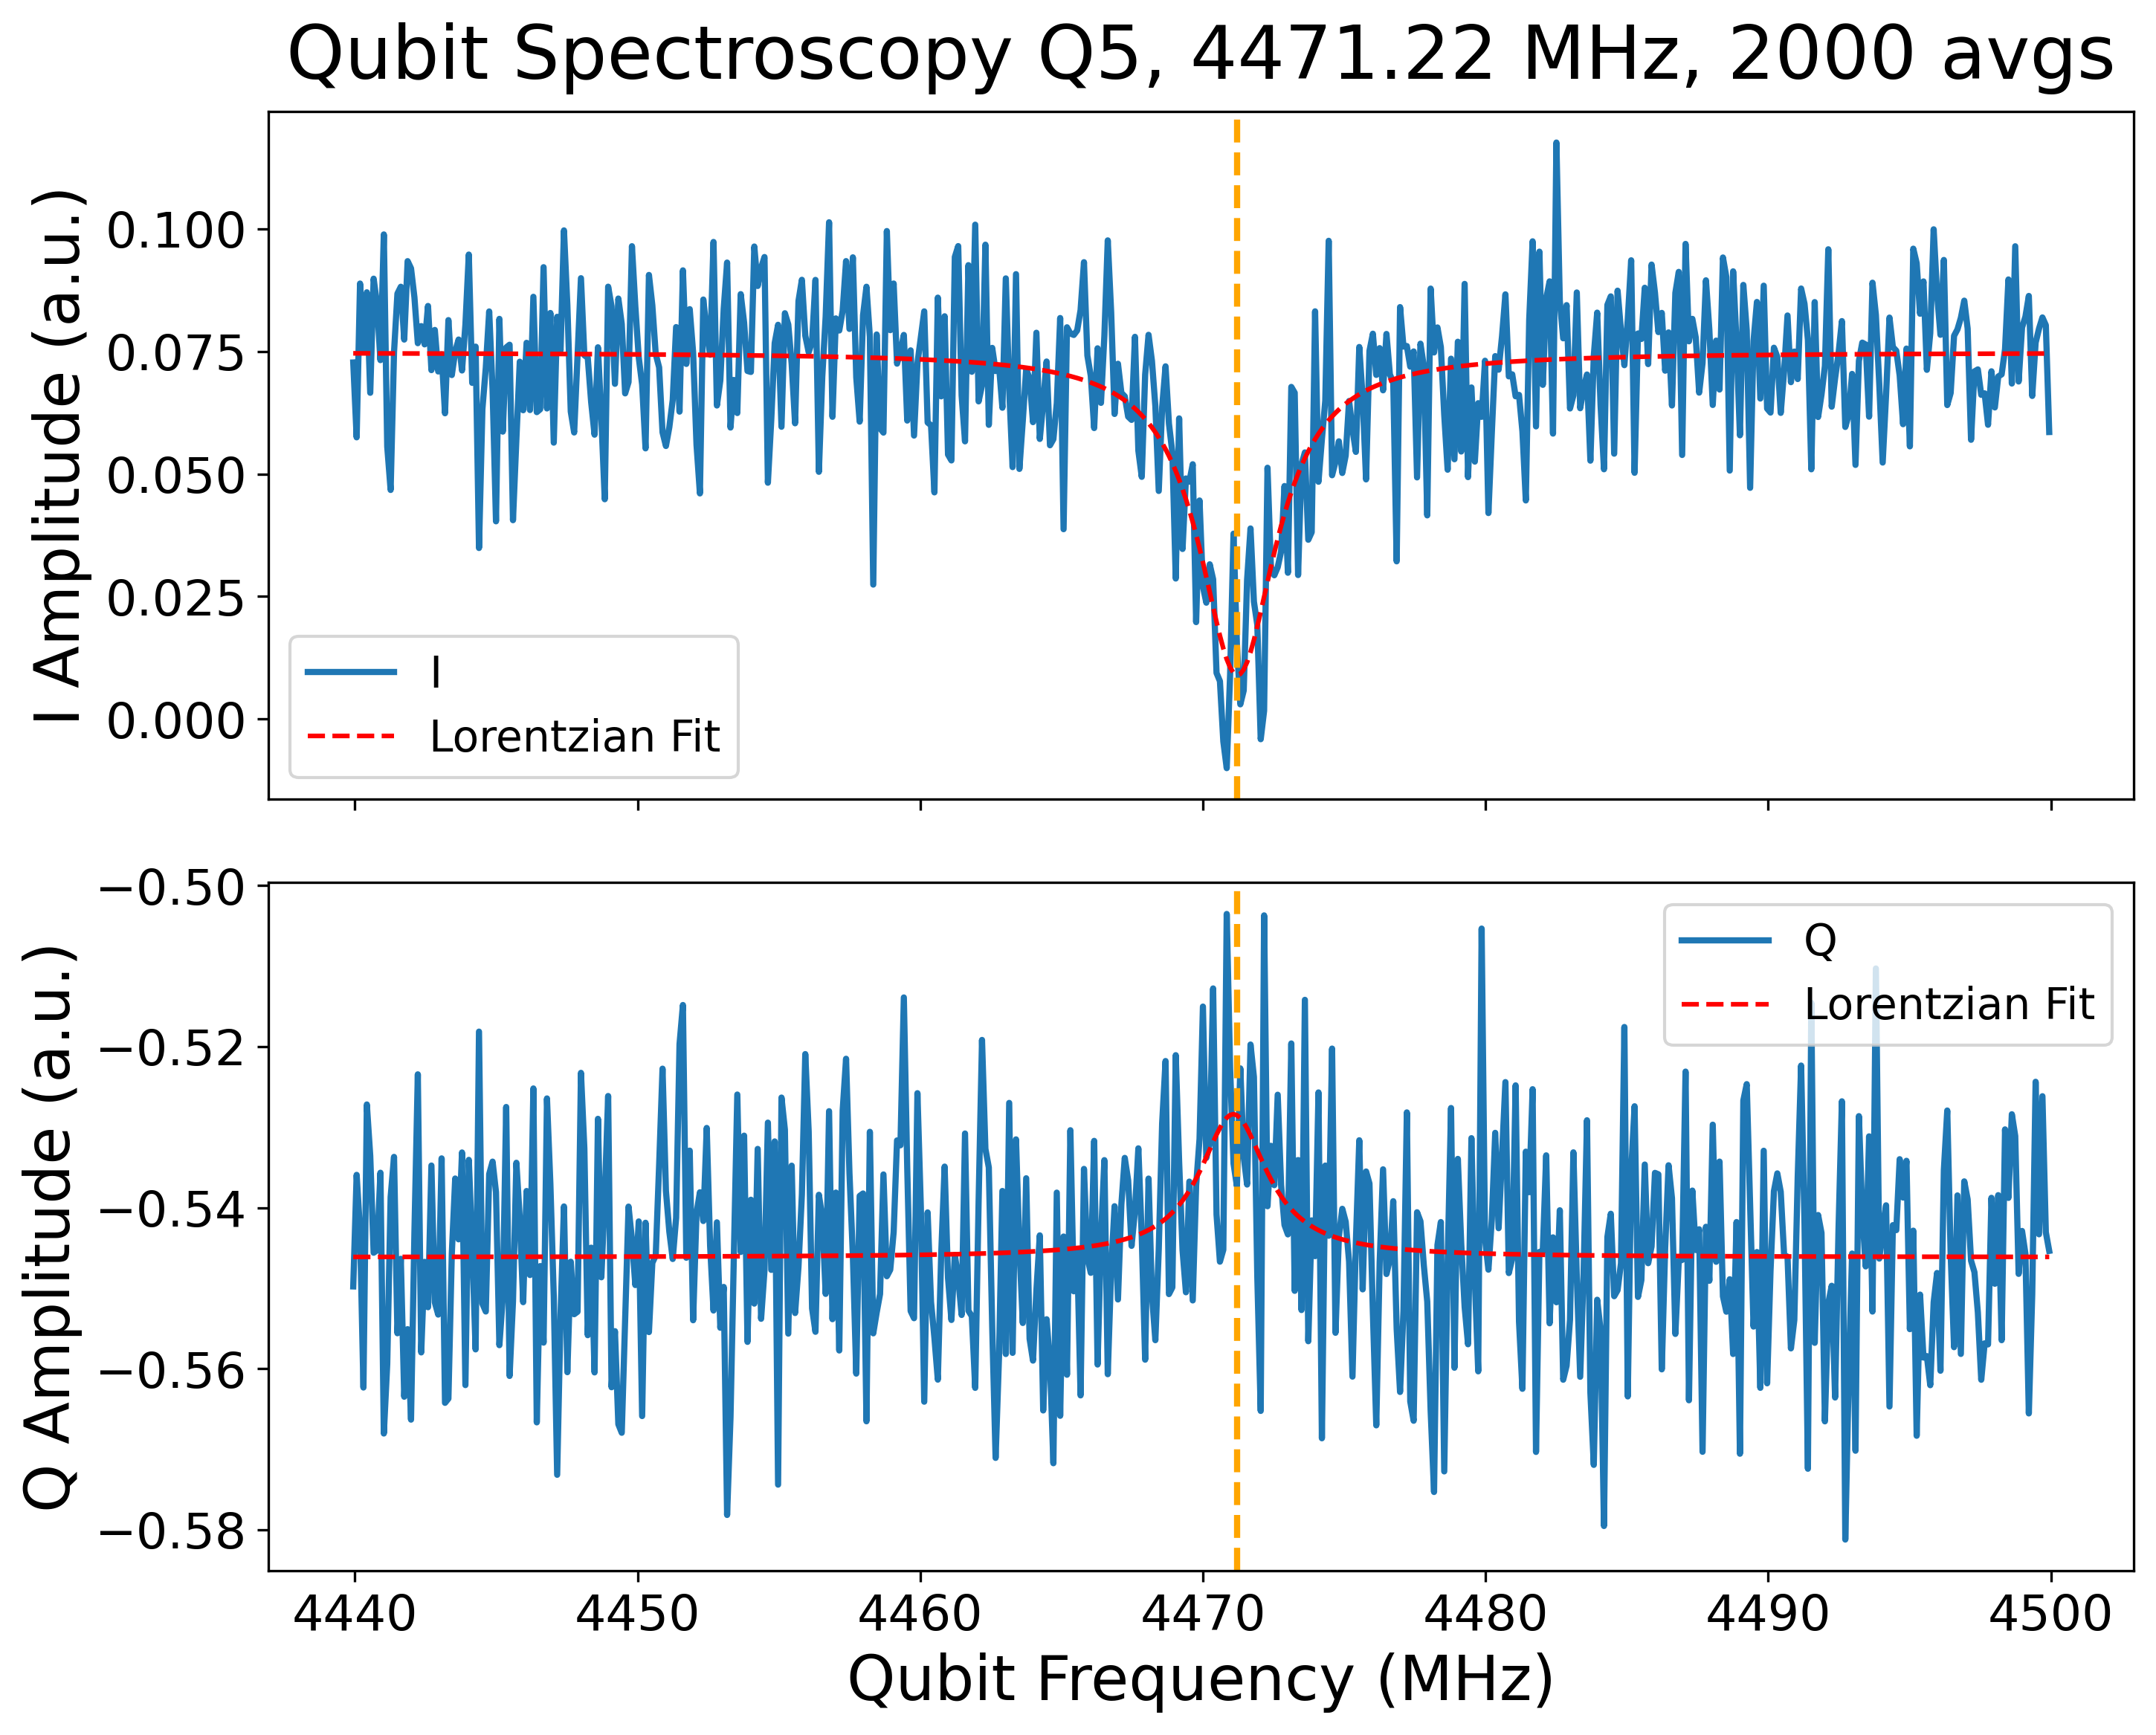 Qubit Spectroscopy Q5, 4471.22 MHz, 2000 avgs
I Amplitude (a.u.)
0.100
0.075
0.050
0.025
0.000
I
Lorentzian Fit
Q Amplitude (a.u.)
−0.50
−0.52
−0.54
−0.56
−0.58
Q
Lorentzian Fit
4440 4450 4460 4470 4480 4490 4500
Qubit Frequency (MHz)